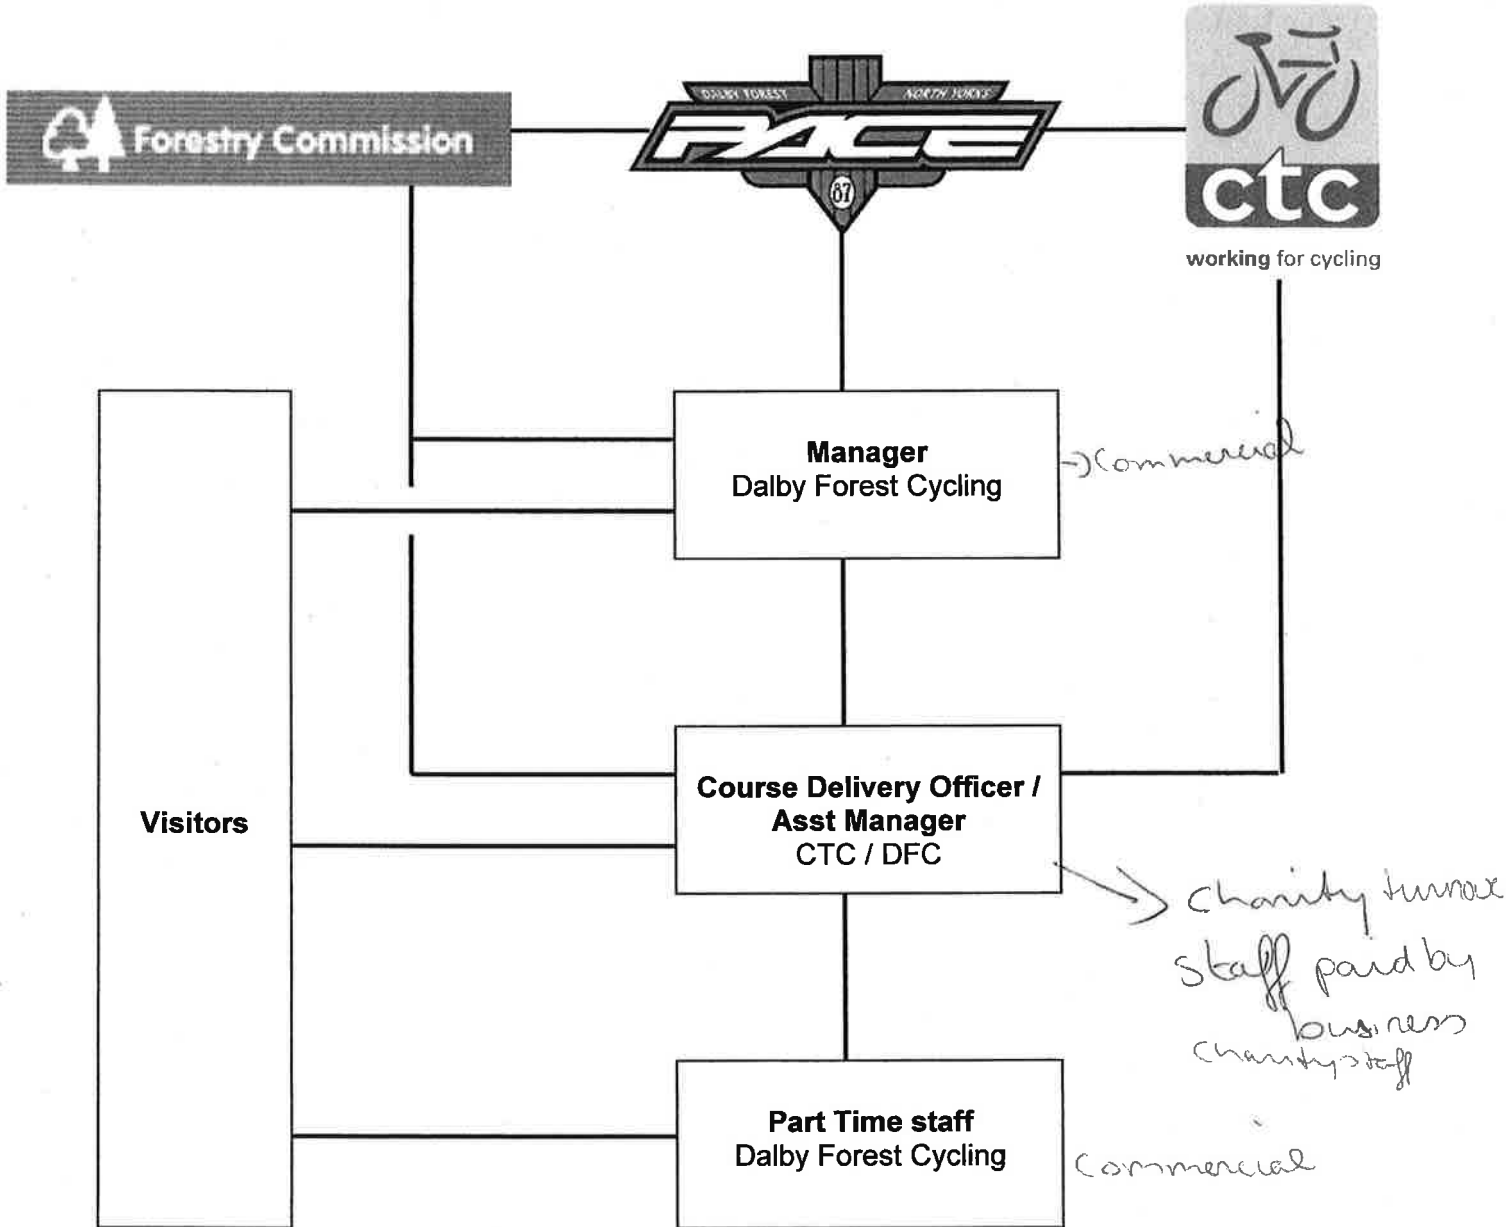 Forestry Commission
DALBY FOREST NORTH YORKS
PACE
87
ctc
working for cycling
Manager
Dalby Forest Cycling
→Commercial
Visitors
Course Delivery Officer /
Asst Manager
CTC / DFC
Charity
Staff paid by
business
Charity staff
Part Time staff
Dalby Forest Cycling
Commercial